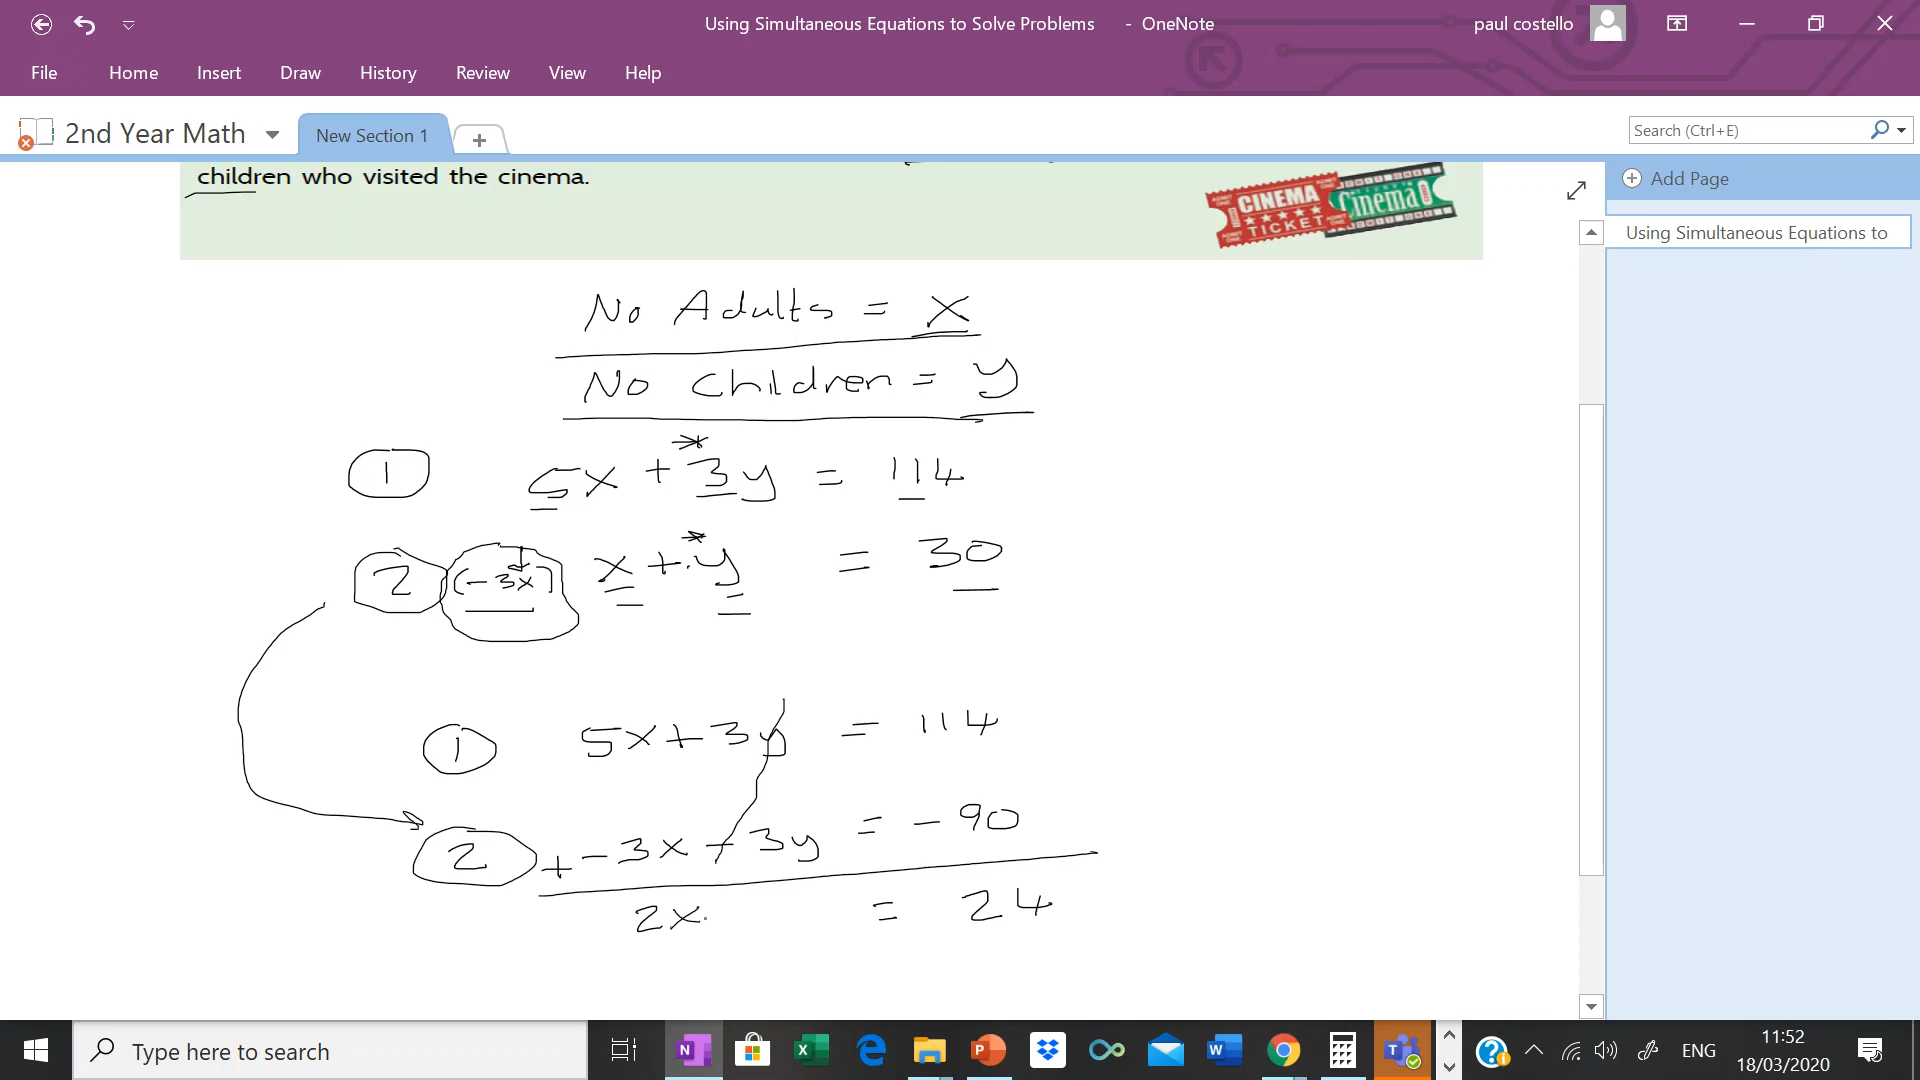 Using Simultaneous Equations to Solve Problems - OneNote
paul costello
File Home Insert Draw History Review View Help
2nd Year Math
New Section 1
Search (Ctrl+E)
children who visited the cinema.
CINEMA
TICKET
Cinema
Add Page
Using Simultaneous Equations to
No Adults = x
No Children = y
1 5x + 3y = 114
2 (-3x) x + y = 30
1 5x + 3y = 114
2 + -3x - 3y = -90
2x = 24
Type here to search
ENG
11:52
18/03/2020